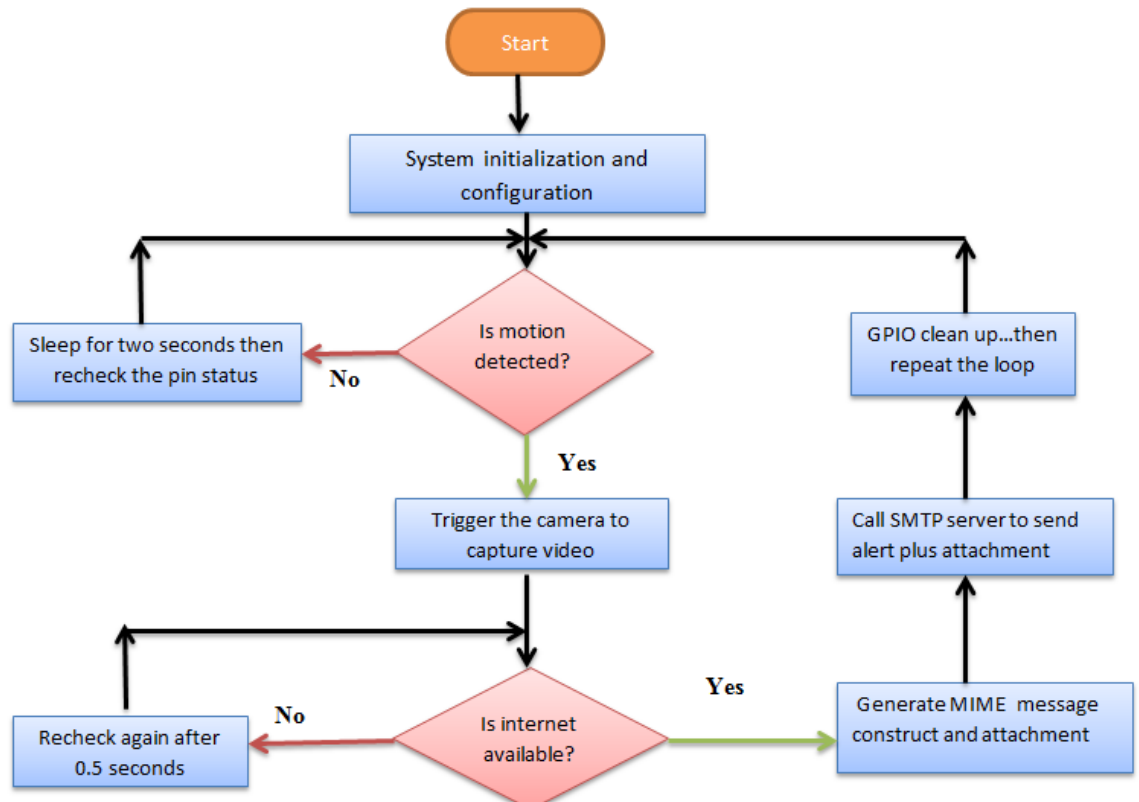 Start
System initialization and
configuration
Is motion
detected?
No
Sleep for two seconds then
recheck the pin status
Yes
Trigger the camera to
capture video
Is internet
available?
No
Recheck again after
0.5 seconds
Yes
Generate MIME message
construct and attachment
Call SMTP server to send
alert plus attachment
GPIO clean up...then
repeat the loop